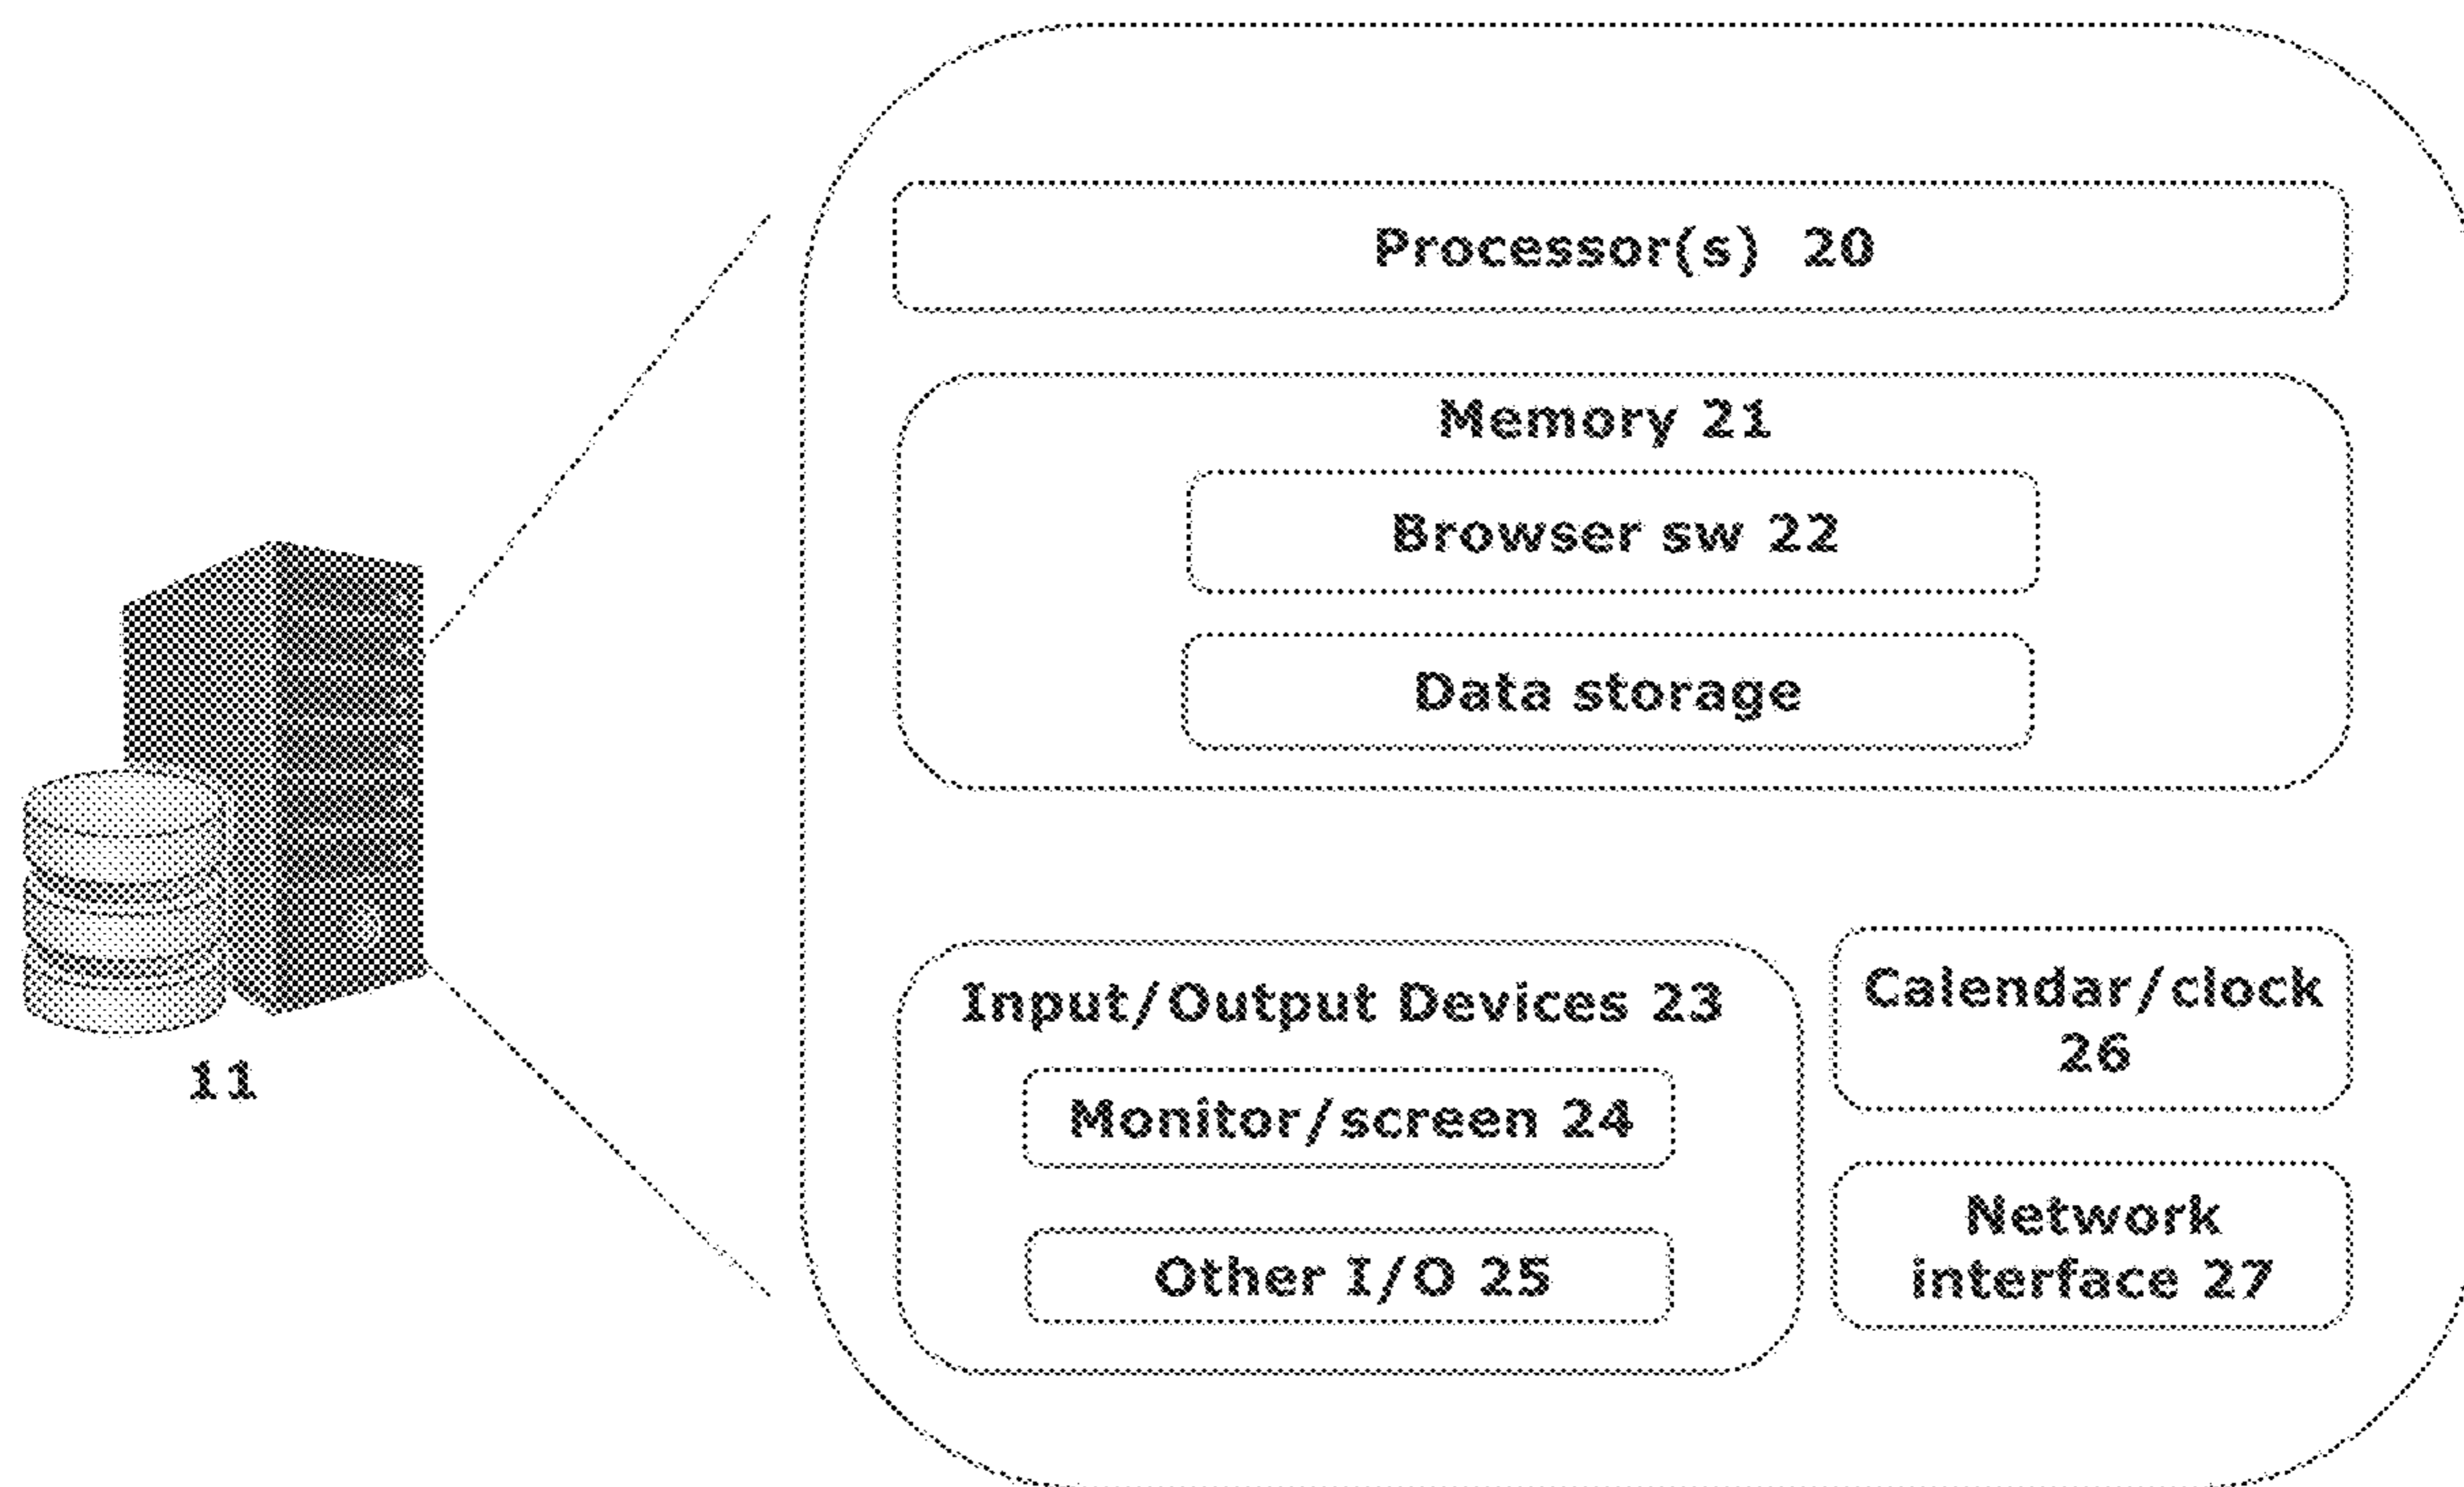 Processor(s) 20
Memory 21
Browser sw 22
Data storage
11
Input/Output Devices 23
Monitor/screen 24
Other I/O 25
Calendar/clock
26
Network
interface 27